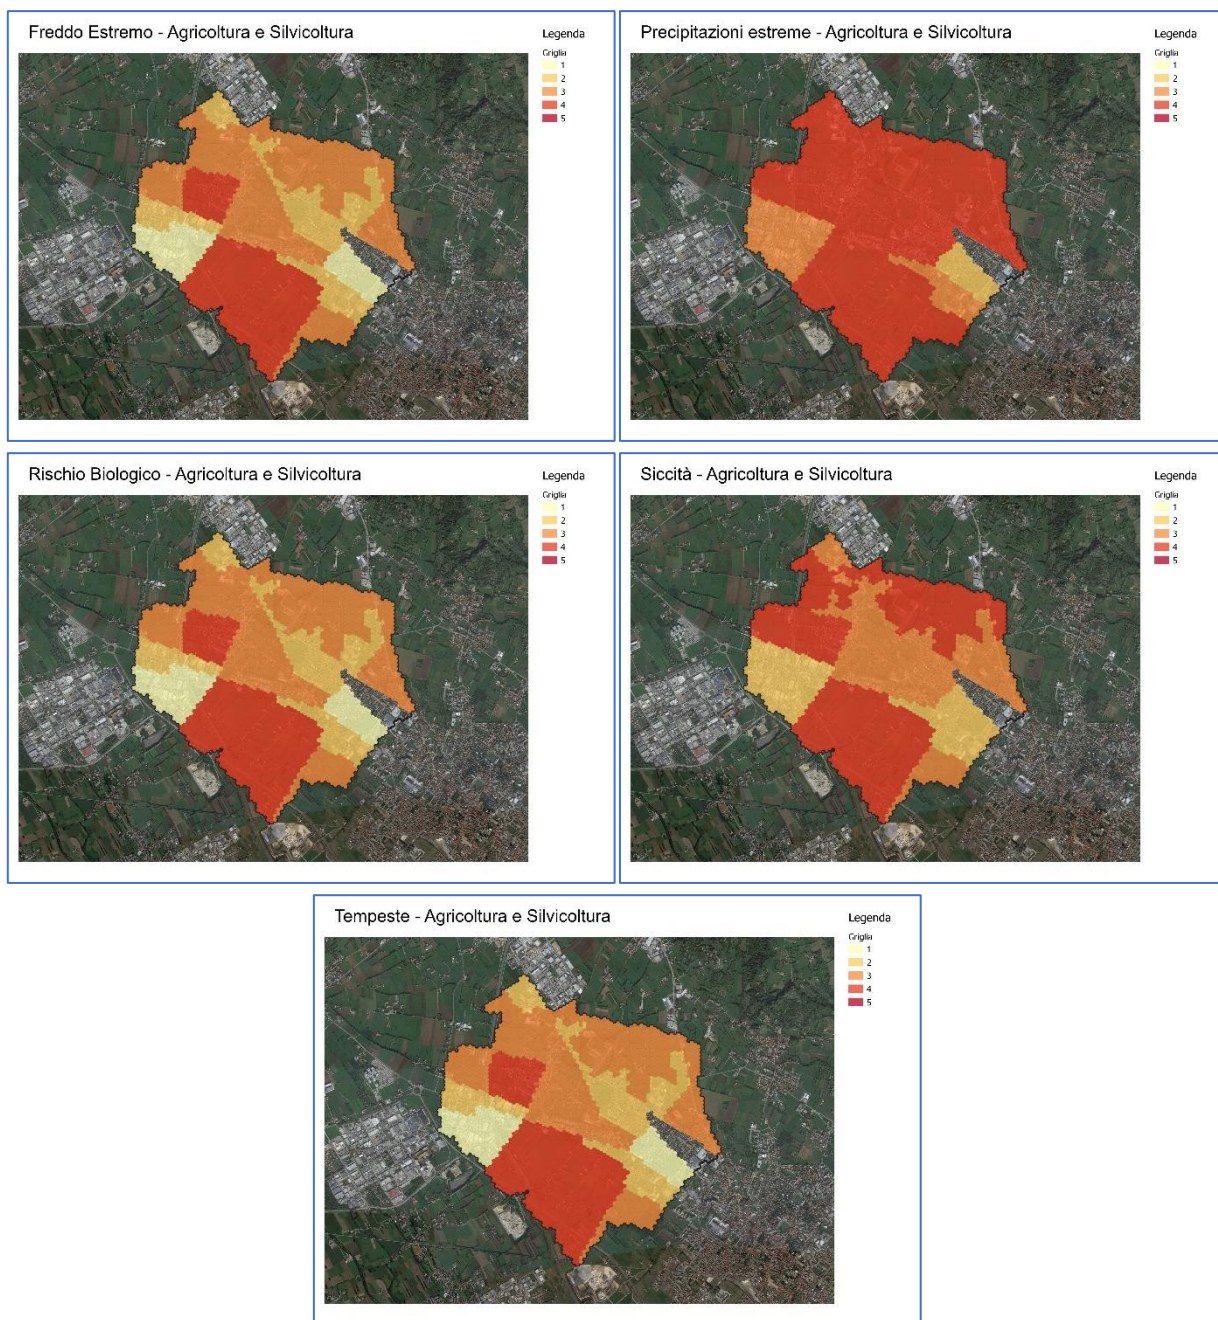 Freddo Estremo - Agricoltura e Silvicoltura
Legenda
Griglia
1
2
3
4
5
Precipitazioni estreme - Agricoltura e Silvicoltura
Legenda
Griglia
1
2
3
4
5
Rischio Biologico - Agricoltura e Silvicoltura
Legenda
Griglia
1
2
3
4
5
Siccità - Agricoltura e Silvicoltura
Legenda
Griglia
1
2
3
4
5
Tempeste - Agricoltura e Silvicoltura
Legenda
Griglia
1
2
3
4
5